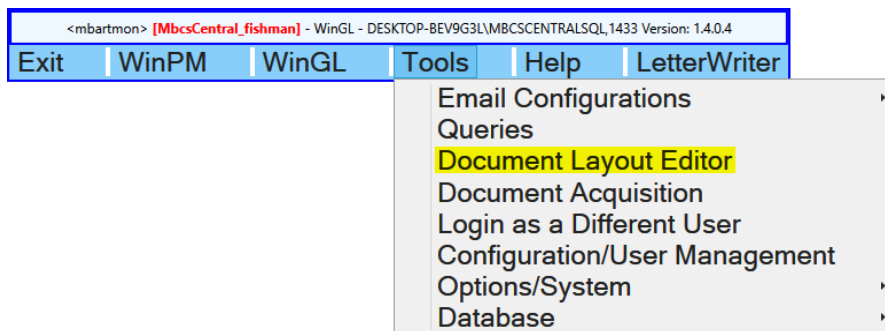 <mbartmon> [MbcsCentral_fishman] - WinGL - DESKTOP-BEV9G3L\MBCSCENTRALSQL,1433 Version: 1.4.0.4
Exit WinPM WinGL Tools Help LetterWriter
Email Configurations
Queries
Document Layout Editor
Document Acquisition
Login as a Different User
Configuration/User Management
Options/System
Database